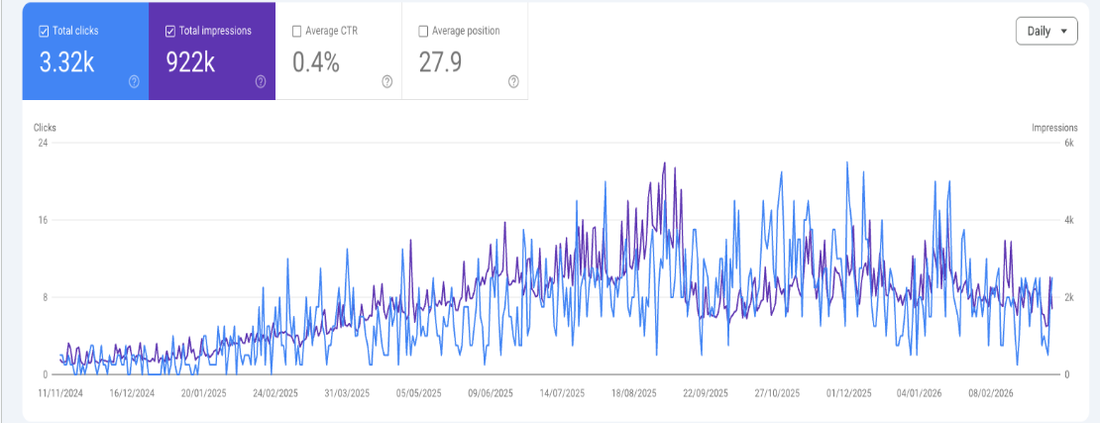 Total clicks
3.32k
Total impressions
922k
Average CTR
0.4%
Average position
27.9
Daily
Clicks
Impressions
24
6k
16
4k
8
2k
0
0
11/11/2024 16/12/2024 20/01/2025 24/02/2025 31/03/2025 05/05/2025 09/06/2025 14/07/2025 18/08/2025 22/09/2025 27/10/2025 01/12/2025 04/01/2026 08/02/2026